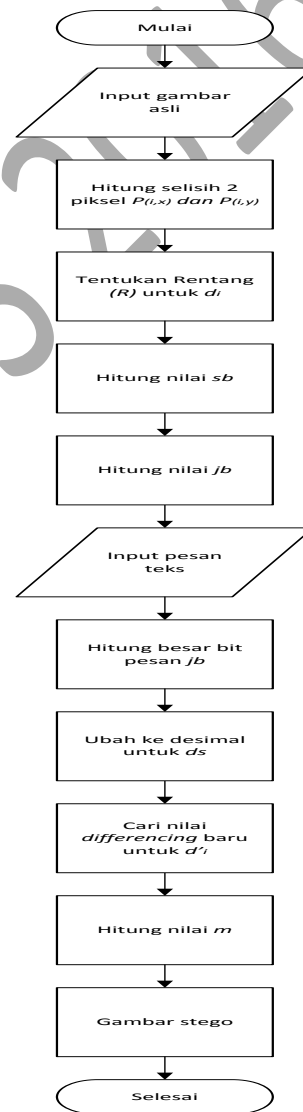 Mulai
Input gambar
asli
Hitung selisih 2
piksel P(i,x) dan P(i,y)
Tentukan Rentang
(R) untuk di
Hitung nilai sb
Hitung nilai jb
Input pesan
teks
Hitung besar bit
pesan jb
Ubah ke desimal
untuk ds
Cari nilai
differencing baru
untuk d’i
Hitung nilai m
Gambar stego
Selesai